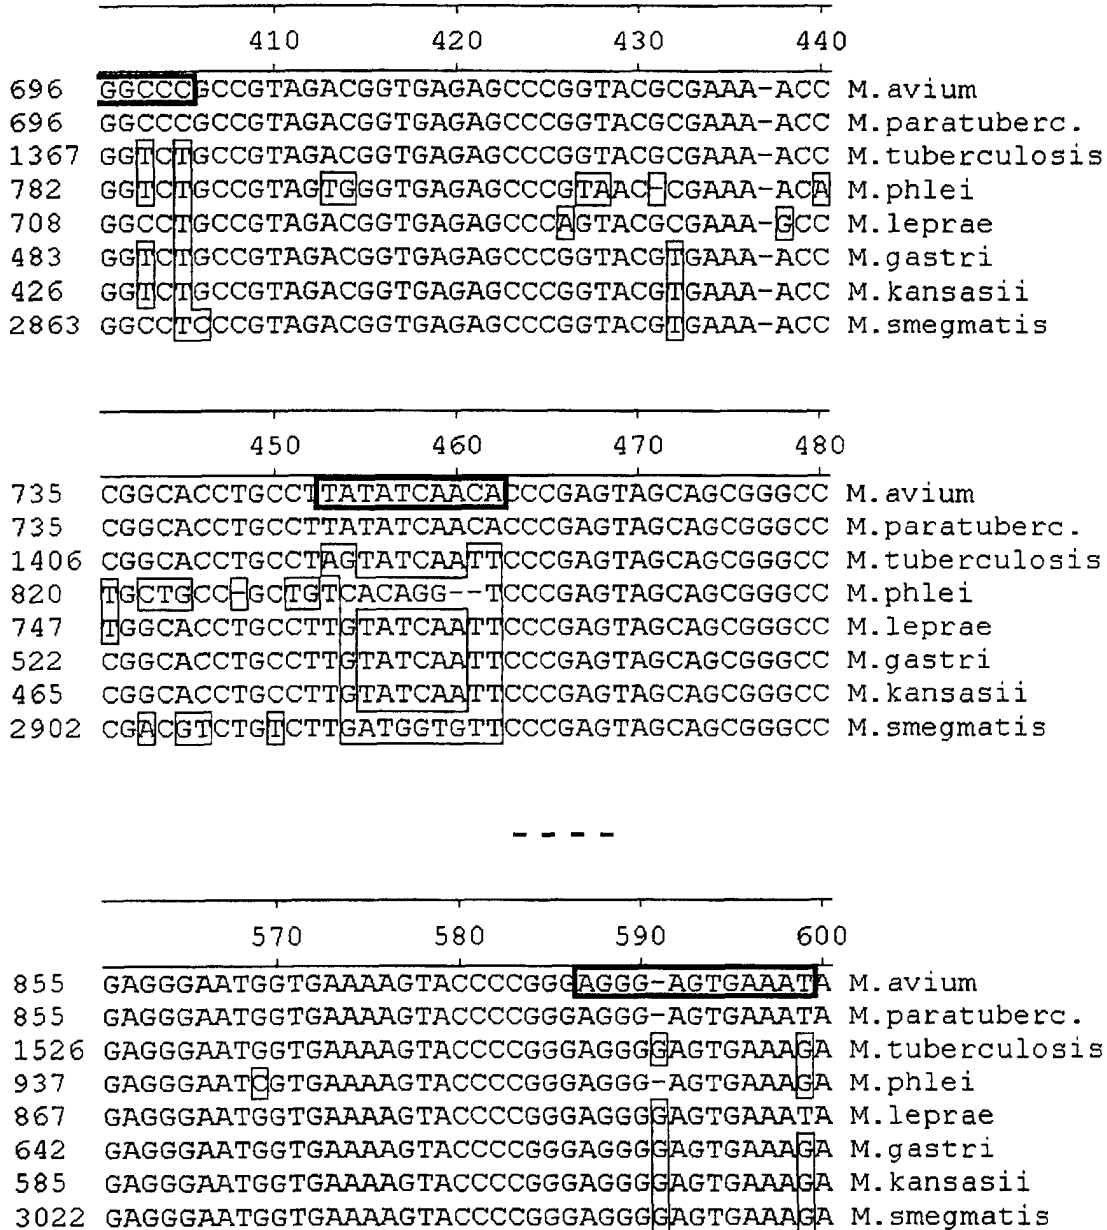 410 420 430 440
696 GGCCCGCCGTAGACGGTGAGAGCCCGGTACGCGAAA-ACC M.avium
696 GGCCCGCCGTAGACGGTGAGAGCCCGGTACGCGAAA-ACC M.paratuberc.
1367 GGTCTGCCGTAGACGGTGAGAGCCCGGTACGCGAAA-ACC M.tuberculosis
782 GGTCTGCCGTAGTGGGTGAGAGCCCGTAAC-CGAAA-ACA M.phlei
708 GGCCTGCCGTAGACGGTGAGAGCCCAGTACGCGAAA-GCC M.leprae
483 GGTCTGCCGTAGACGGTGAGAGCCCGGTACGTGAAA-ACC M.gastri
426 GGTCTGCCGTAGACGGTGAGAGCCCGGTACGTGAAA-ACC M.kansasii
2863 GGCCTCCCGTAGACGGTGAGAGCCCGGTACGTGAAA-ACC M.smegmatis
450 460 470 480
735 CGGCACCTGCCTTATATCAACACCCGAGTAGCAGCGGGCC M.avium
735 CGGCACCTGCCTTATATCAACACCCGAGTAGCAGCGGGCC M.paratuberc.
1406 CGGCACCTGCCTAGTATCAATTCCCGAGTAGCAGCGGGCC M.tuberculosis
820 TGCTGCC-GCTGTCACAGG--TCCCGAGTAGCAGCGGGCC M.phlei
747 TGGCACCTGCCTTGTATCAATTCCCGAGTAGCAGCGGGCC M.leprae
522 CGGCACCTGCCTTGTATCAATTCCCGAGTAGCAGCGGGCC M.gastri
465 CGGCACCTGCCTTGTATCAATTCCCGAGTAGCAGCGGGCC M.kansasii
2902 CGACGTCTGTCTTGATGGTGTTCCCGAGTAGCAGCGGGCC M.smegmatis
- - - -
570 580 590 600
855 GAGGGAATGGTGAAAAGTACCCCGGGAGGG-AGTGAAATA M.avium
855 GAGGGAATGGTGAAAAGTACCCCGGGAGGG-AGTGAAATA M.paratuberc.
1526 GAGGGAATGGTGAAAAGTACCCCGGGAGGGGAGTGAAAGA M.tuberculosis
937 GAGGGAATCGTGAAAAGTACCCCGGGAGGG-AGTGAAAGA M.phlei
867 GAGGGAATGGTGAAAAGTACCCCGGGAGGGGAGTGAAATA M.leprae
642 GAGGGAATGGTGAAAAGTACCCCGGGAGGGGAGTGAAAGA M.gastri
585 GAGGGAATGGTGAAAAGTACCCCGGGAGGGGAGTGAAAGA M.kansasii
3022 GAGGGAATGGTGAAAAGTACCCCGGGAGGGGAGTGAAAGA M.smegmatis